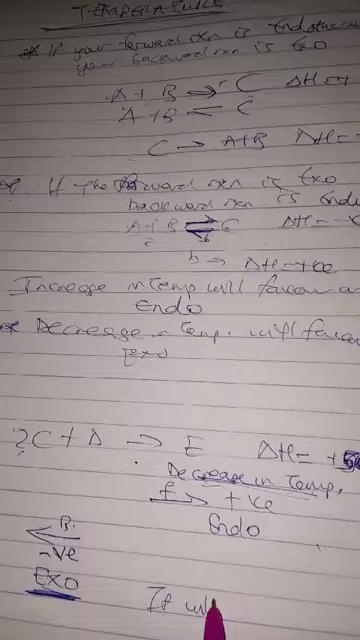 TEMPERATURE
If your forward rxn is Endothe
your backward rxn is Exo
A + B → C ΔH = +
A + B ⇌ C
C → A + B ΔH = -
If the forward rxn is Exo
backward rxn is Endo
A + B ⇌ C ΔH = -
b → ΔH = +ve
Increase in Temp will favour
Endo
Decrease in Temp. will favour
Exo
2C + D → E ΔH = +
Decrease in Temp.
f → +ve
Endo
← B.
-ve
Exo
It wi